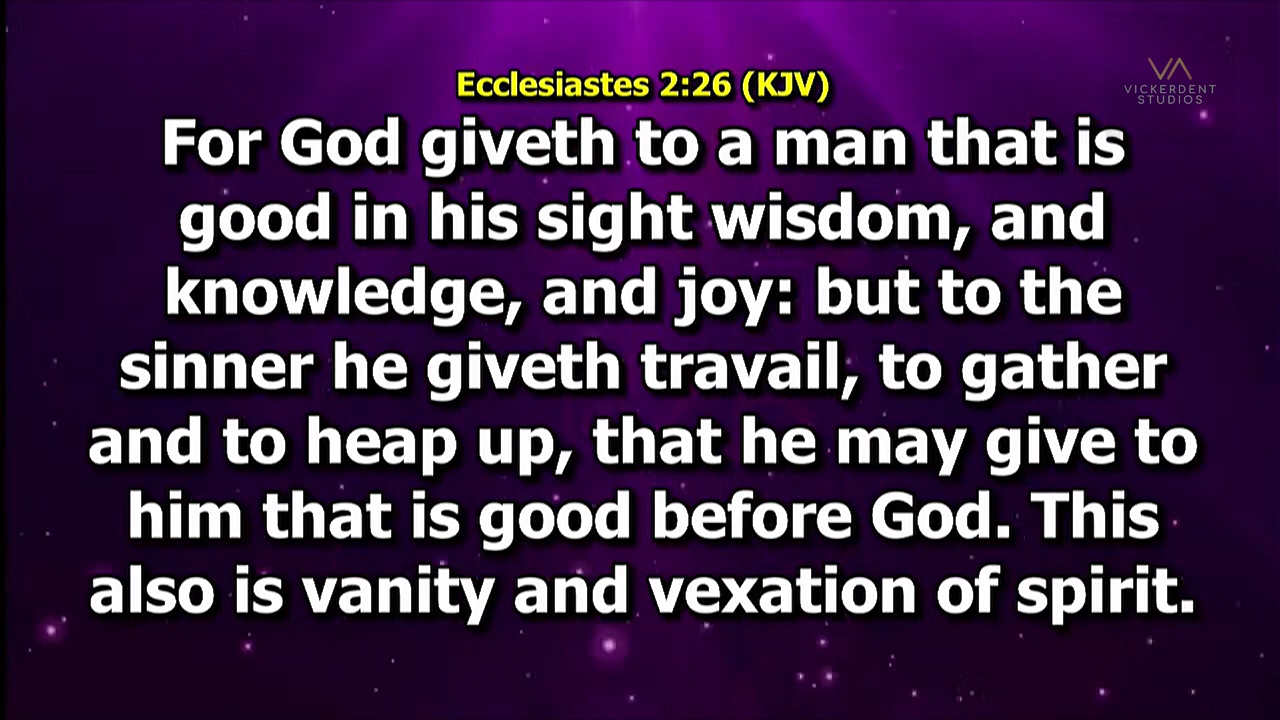 Ecclesiastes 2:26 (KJV)
VA
VICKERDENT
STUDIOS
For God giveth to a man that is
good in his sight wisdom, and
knowledge, and joy: but to the
sinner he giveth travail, to gather
and to heap up, that he may give to
him that is good before God. This
also is vanity and vexation of spirit.